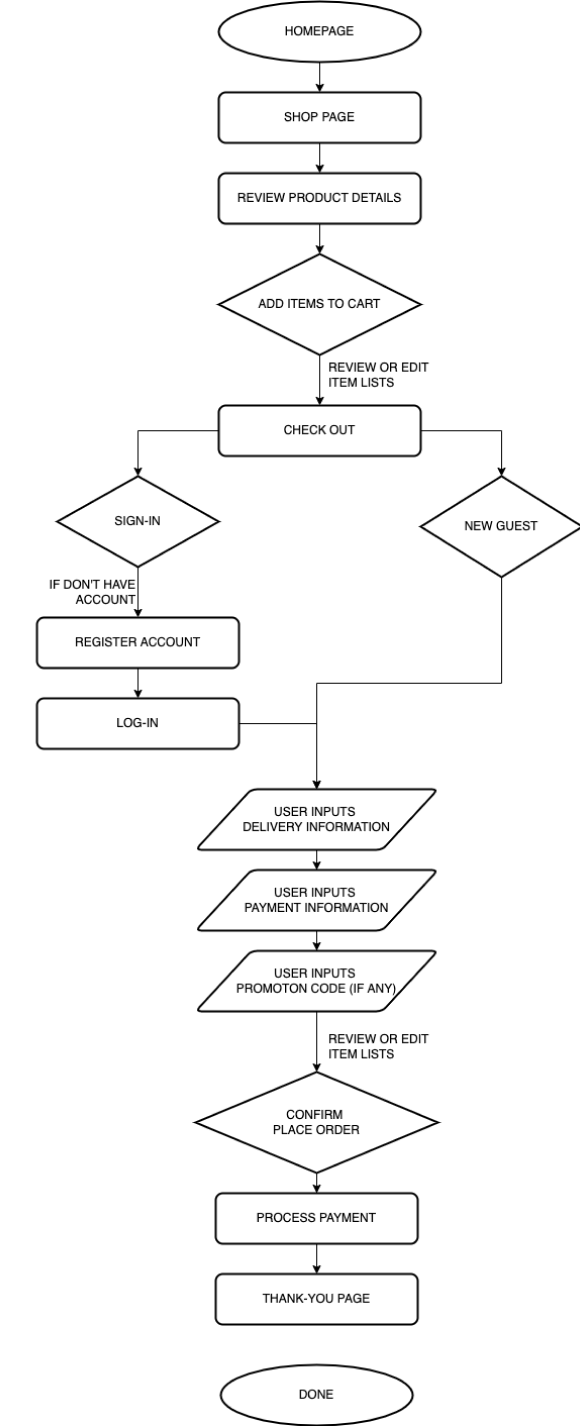 HOMEPAGE
SHOP PAGE
REVIEW PRODUCT DETAILS
ADD ITEMS TO CART
REVIEW OR EDIT
ITEM LISTS
CHECK OUT
SIGN-IN
NEW GUEST
IF DON'T HAVE
ACCOUNT
REGISTER ACCOUNT
LOG-IN
USER INPUTS
DELIVERY INFORMATION
USER INPUTS
PAYMENT INFORMATION
USER INPUTS
PROMOTON CODE (IF ANY)
REVIEW OR EDIT
ITEM LISTS
CONFIRM
PLACE ORDER
PROCESS PAYMENT
THANK-YOU PAGE
DONE